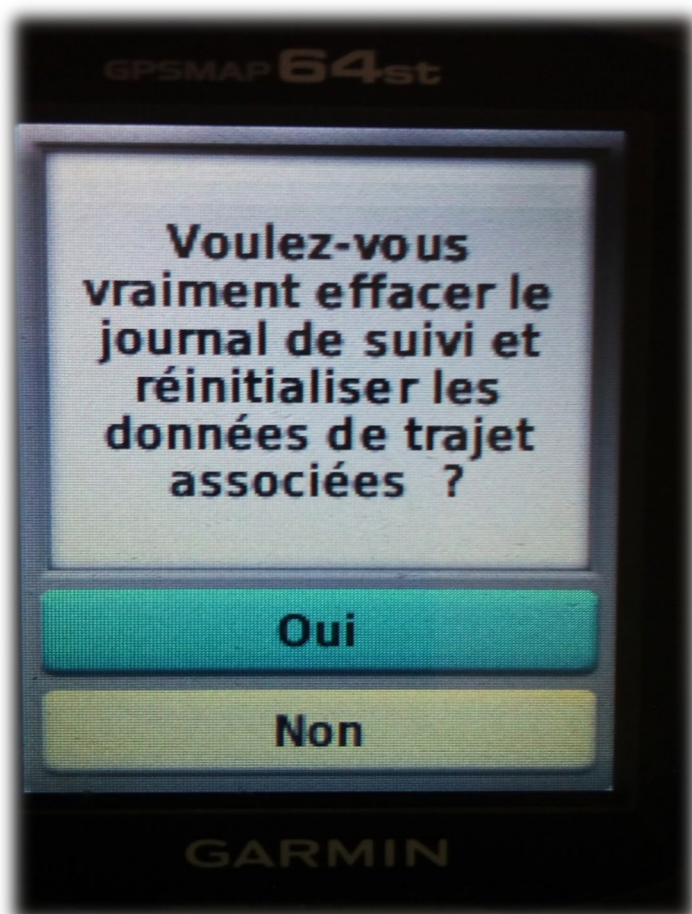 GPSMAP 64st
Voulez-vous
vraiment effacer le
journal de suivi et
réinitialiser les
données de trajet
associées ?
Oui
Non
GARMIN